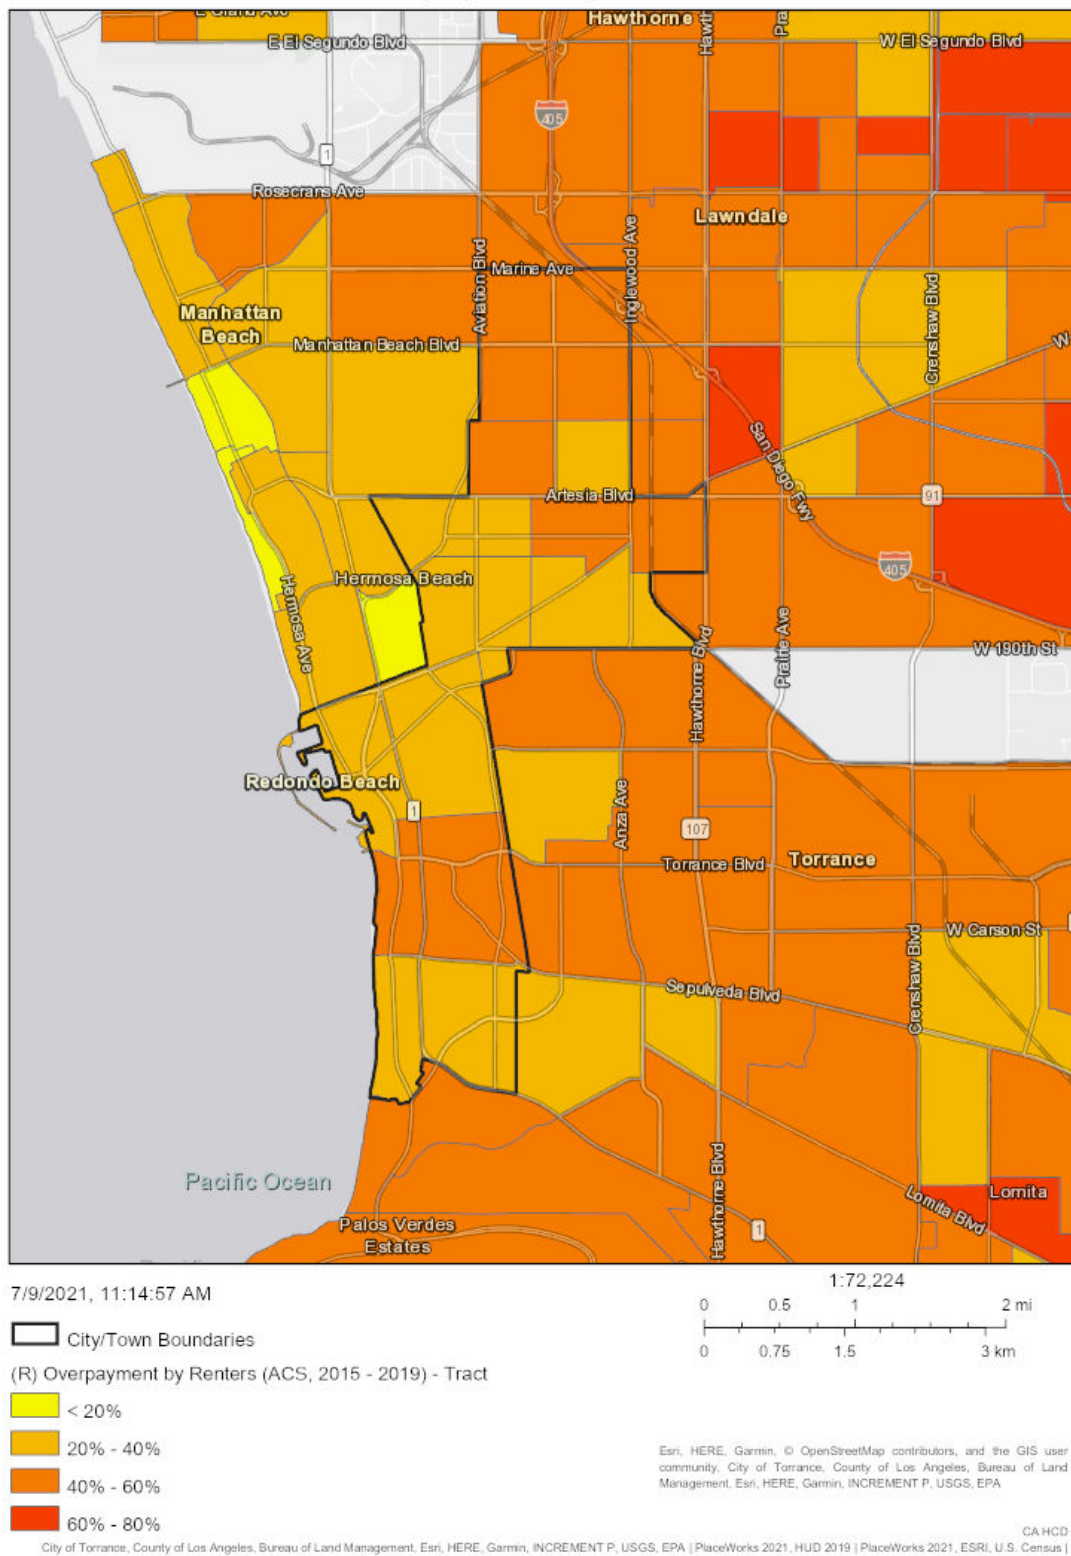 E Grand Ave
Hawthorne
Hawth
Pra
E El Segundo Blvd
W El Segundo Blvd
405
1
Rosecrans Ave
Lawndale
Aviation Blvd
Marine Ave
Inglewood Ave
Manhattan
Beach
Manhattan Beach Blvd
Crenshaw Blvd
W
San Diego Fwy
Artesia Blvd
91
405
Hermosa Beach
Hermosa Ave
Prairie Ave
Hawthorne Blvd
W 190th St
Redondo Beach
1
Anza Ave
107
Torrance Blvd
Torrance
W Carson St
Crenshaw Blvd
Sepulveda Blvd
Pacific Ocean
Hawthorne Blvd
Lomita Blvd
Lomita
Palos Verdes
Estates
1
7/9/2021, 11:14:57 AM
1:72,224
0 0.5 1 2 mi
0 0.75 1.5 3 km
City/Town Boundaries
(R) Overpayment by Renters (ACS, 2015 - 2019) - Tract
< 20%
20% - 40%
40% - 60%
60% - 80%
Esri, HERE, Garmin, © OpenStreetMap contributors, and the GIS user
community, City of Torrance, County of Los Angeles, Bureau of Land
Management, Esri, HERE, Garmin, INCREMENT P, USGS, EPA
CA HCD
City of Torrance, County of Los Angeles, Bureau of Land Management, Esri, HERE, Garmin, INCREMENT P, USGS, EPA | PlaceWorks 2021, HUD 2019 | PlaceWorks 2021, ESRI, U.S. Census |